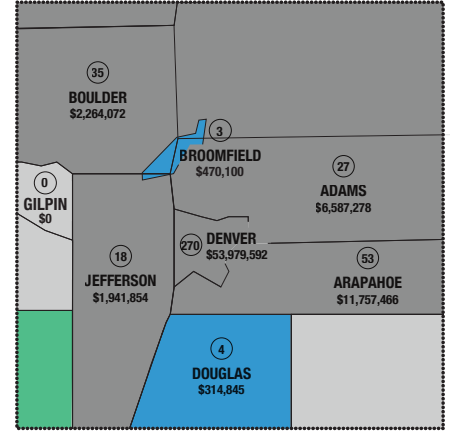 35
BOULDER
$2,264,072
3
BROOMFIELD
$470,100
27
ADAMS
$6,587,278
0
GILPIN
$0
270 DENVER
$53,979,592
18
JEFFERSON
$1,941,854
53
ARAPAHOE
$11,757,466
4
DOUGLAS
$314,845